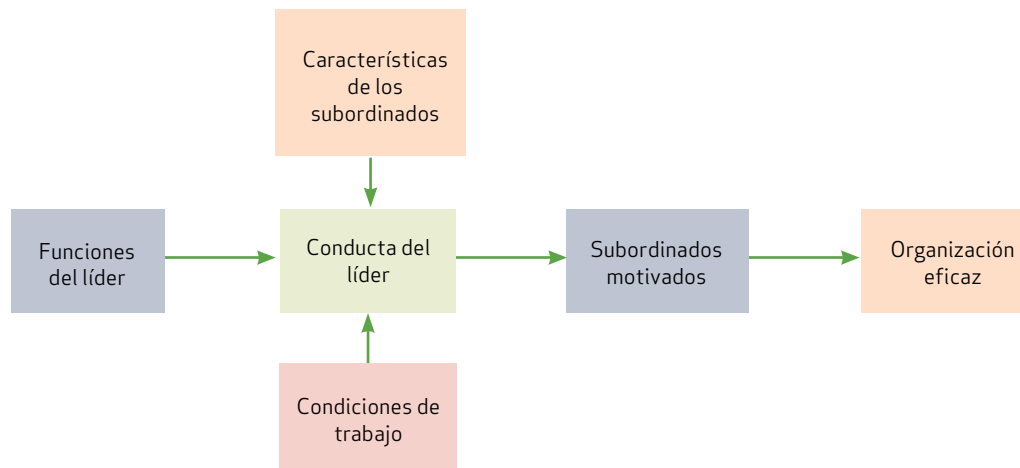 Características
de los
subordinados
Funciones
del líder
Conducta del
líder
Subordinados
motivados
Organización
eficaz
Condiciones de
trabajo